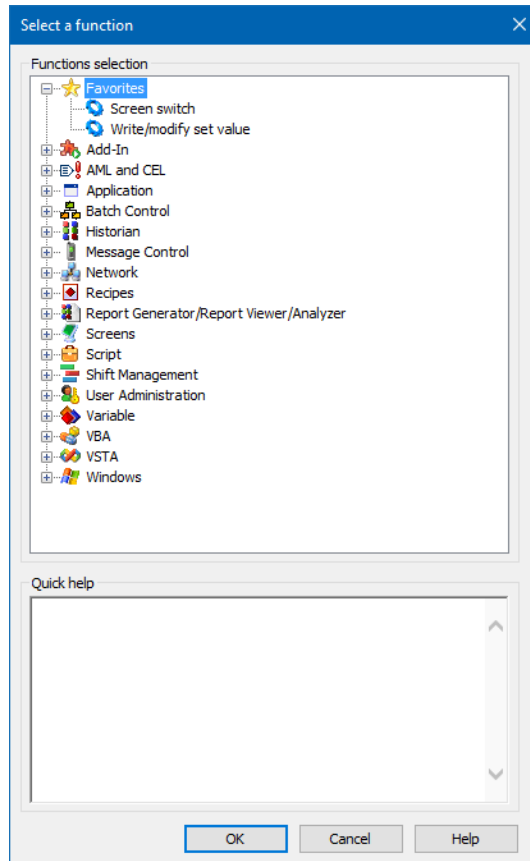 Select a function
Functions selection
Favorites
Screen switch
Write/modify set value
Add-In
AML and CEL
Application
Batch Control
Historian
Message Control
Network
Recipes
Report Generator/Report Viewer/Analyzer
Screens
Script
Shift Management
User Administration
Variable
VBA
VSTA
Windows
Quick help
OK Cancel Help